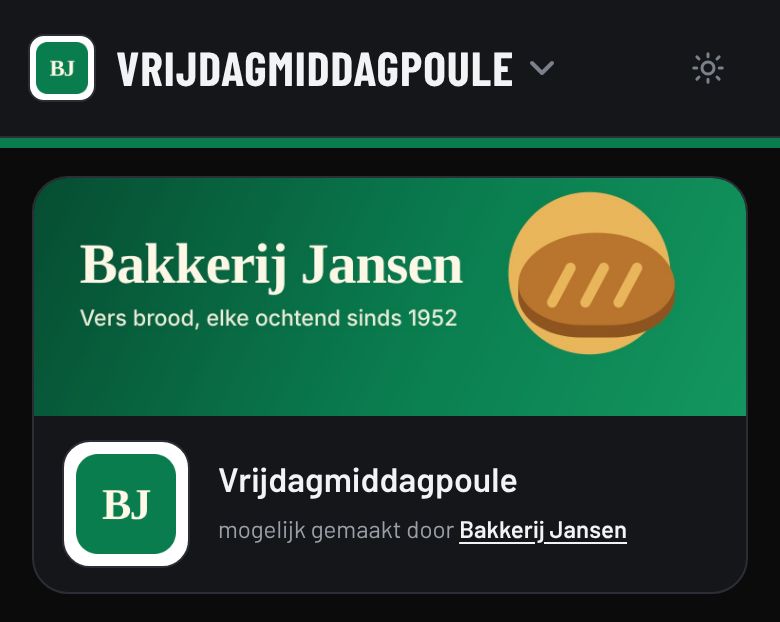 BJ VRIJDAGMIDDAGPOULE
Bakkerij Jansen
Vers brood, elke ochtend sinds 1952
BJ
Vrijdagmiddagpoule
mogelijk gemaakt door Bakkerij Jansen